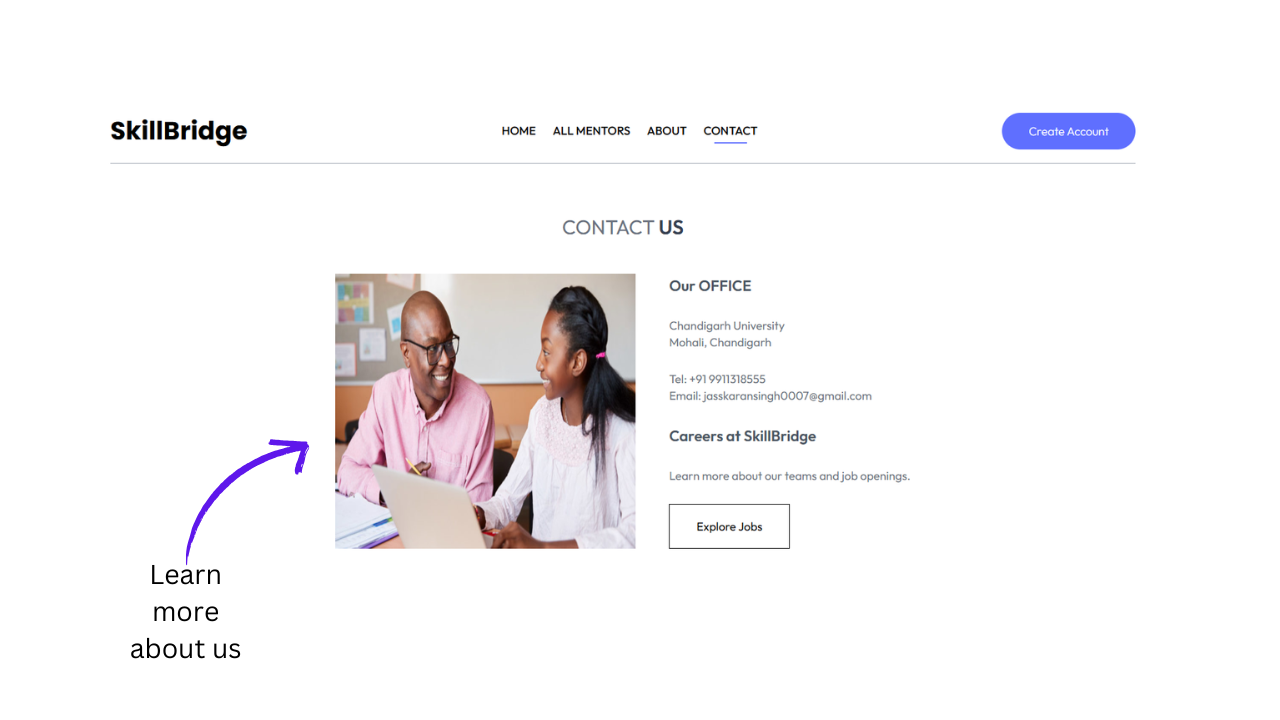 SkillBridge
HOME
ALL MENTORS
ABOUT
CONTACT
Create Account
CONTACT US
Our OFFICE
Chandigarh University
Mohali, Chandigarh
Tel: +91 9911318555
Email: jasskaransingh0007@gmail.com
Careers at SkillBridge
Learn more about our teams and job openings.
Explore Jobs
Learn
more
about us